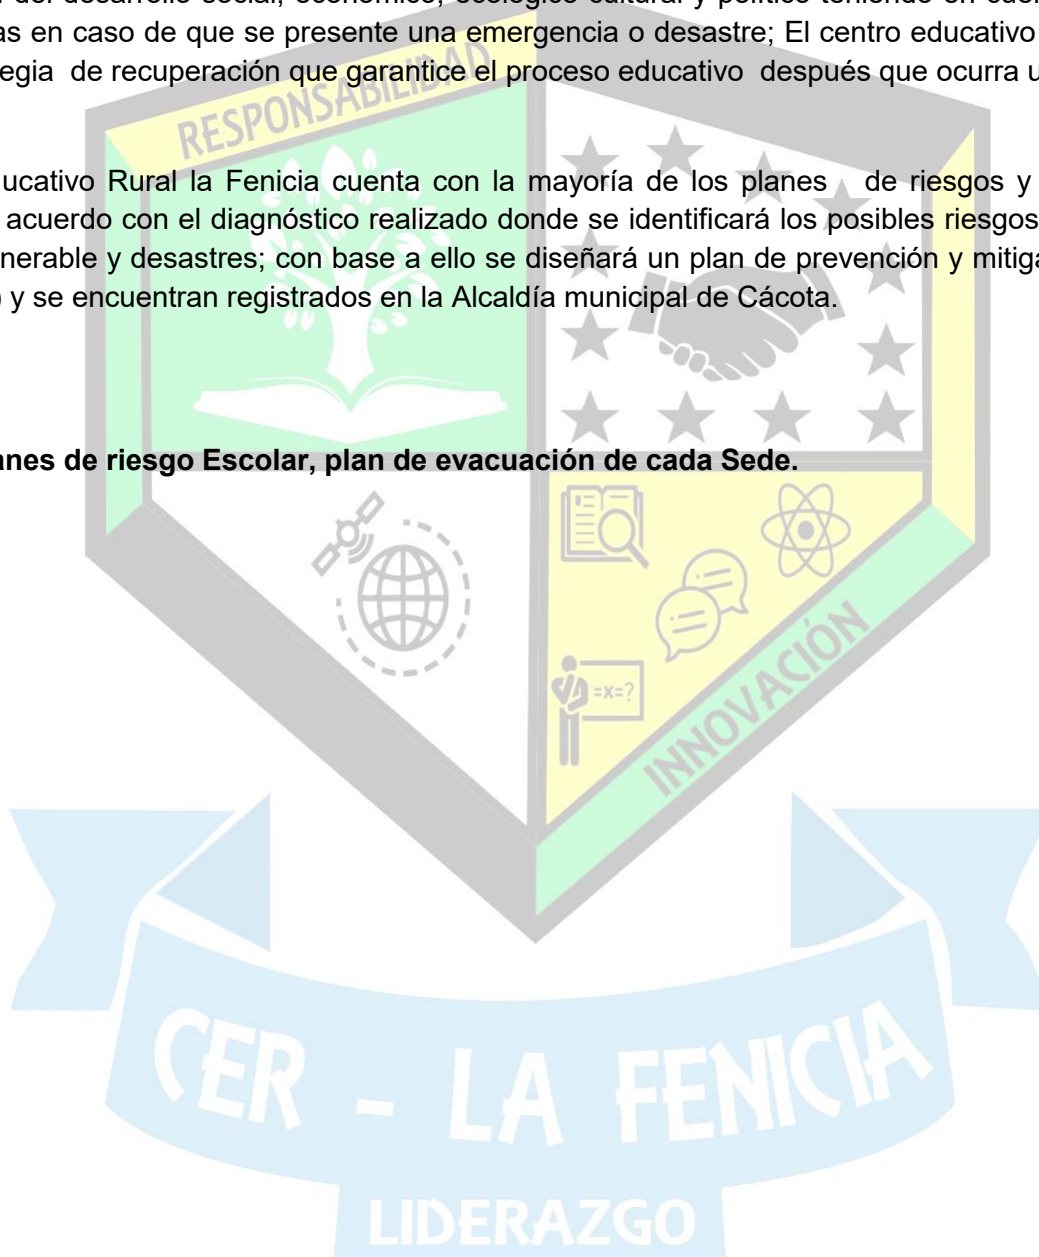 del desarrollo social, económico, ecológico cultural y político teniendo en
as en caso de que se presente una emergencia o desastre; El centro educativo
egia de recuperación que garantice el proceso educativo después que ocurra
RESPONSABILIDAD
ucativo Rural la Fenicia cuenta con la mayoría de los planes de riesgos y
acuerdo con el diagnóstico realizado donde se identificará los posibles riesgos
nerable y desastres; con base a ello se diseñará un plan de prevención y
) y se encuentran registrados en la Alcaldía municipal de Cácota.
anes de riesgo Escolar, plan de evacuación de cada Sede.
=x=?
INNOVACIÓN
CER - LA FENICIA
LIDERAZGO